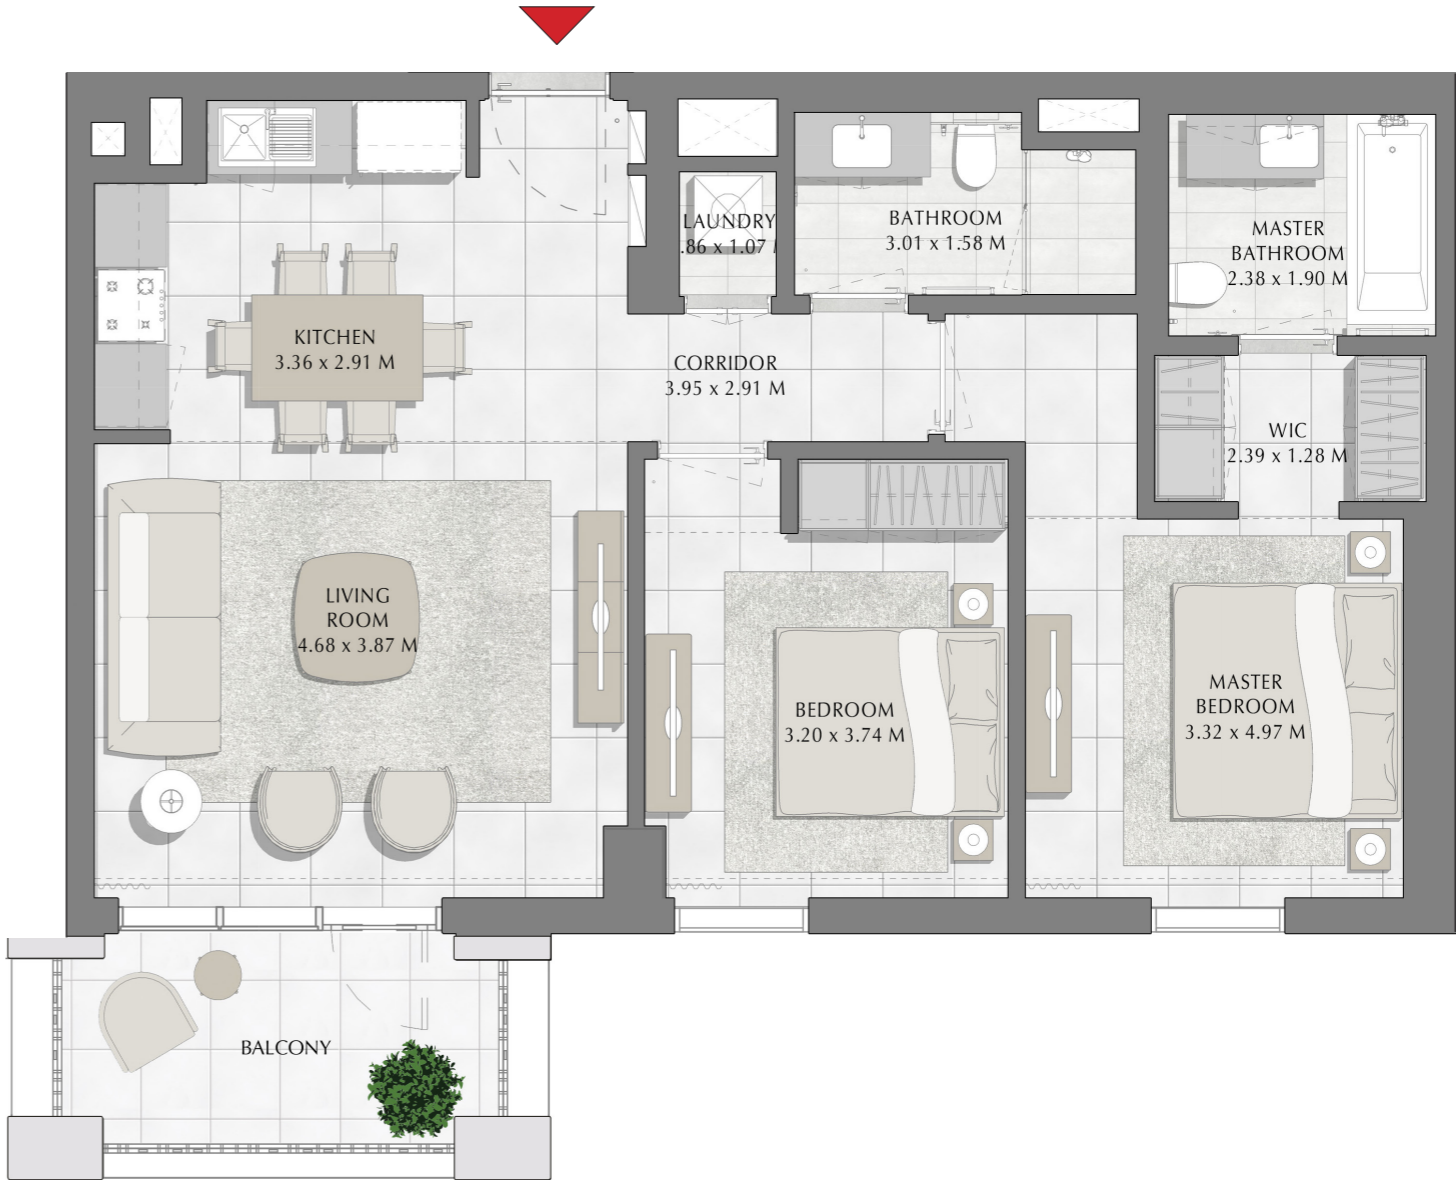 LAUNDRY
.86 x 1.07
BATHROOM
3.01 x 1.58 M
MASTER
BATHROOM
2.38 x 1.90 M
KITCHEN
3.36 x 2.91 M
CORRIDOR
3.95 x 2.91 M
WIC
2.39 x 1.28 M
LIVING
ROOM
4.68 x 3.87 M
BEDROOM
3.20 x 3.74 M
MASTER
BEDROOM
3.32 x 4.97 M
BALCONY